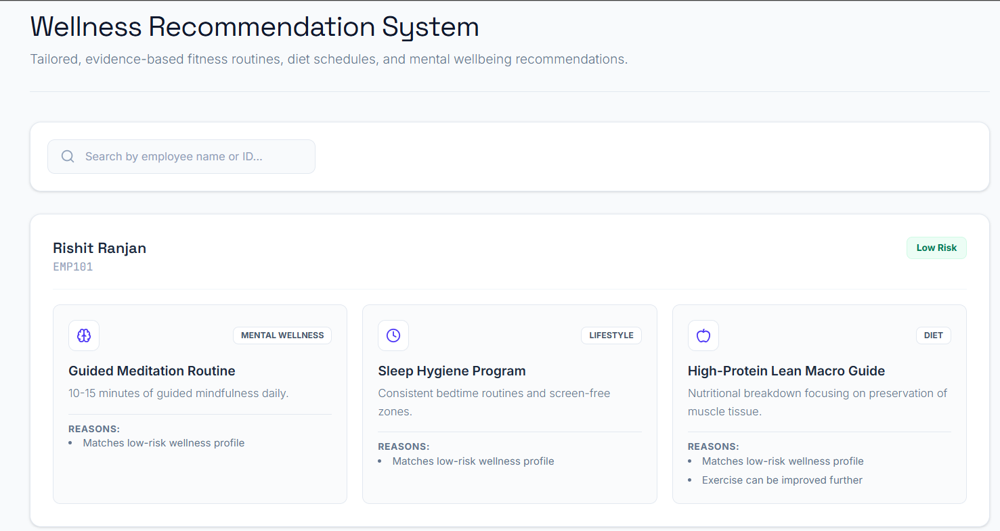 Wellness Recommendation System
Tailored, evidence-based fitness routines, diet schedules, and mental wellbeing recommendations.
Search by employee name or ID...
Rishit Ranjan
Low Risk
EMP101
MENTAL WELLNESS
Guided Meditation Routine
10-15 minutes of guided mindfulness daily.
REASONS:
• Matches low-risk wellness profile
LIFESTYLE
Sleep Hygiene Program
Consistent bedtime routines and screen-free
zones.
REASONS:
• Matches low-risk wellness profile
DIET
High-Protein Lean Macro Guide
Nutritional breakdown focusing on preservation of
muscle tissue.
REASONS:
• Matches low-risk wellness profile
• Exercise can be improved further